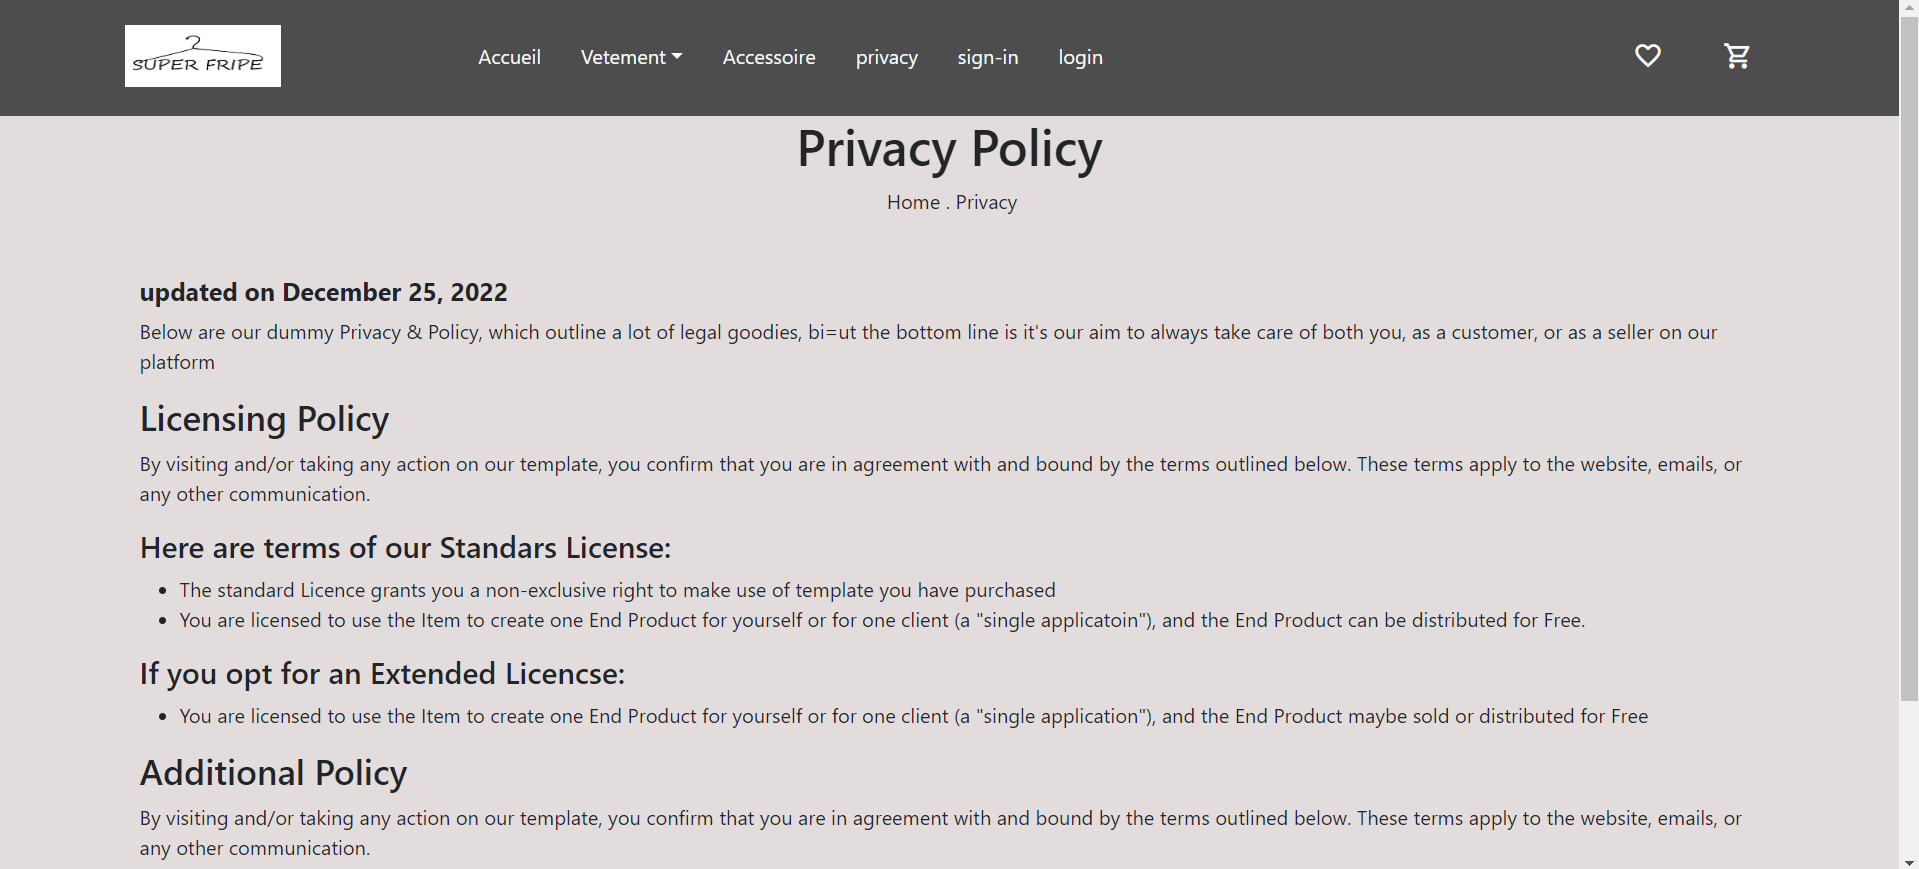 SUPER FRIPE
Accueil Vetement Accessoire privacy sign-in login
Privacy Policy
Home . Privacy
updated on December 25, 2022
Below are our dummy Privacy & Policy, which outline a lot of legal goodies, bi=ut the bottom line is it's our aim to always take care of both you, as a customer, or as a seller on our
platform
Licensing Policy
By visiting and/or taking any action on our template, you confirm that you are in agreement with and bound by the terms outlined below. These terms apply to the website, emails, or
any other communication.
Here are terms of our Standars License:
• The standard Licence grants you a non-exclusive right to make use of template you have purchased
• You are licensed to use the Item to create one End Product for yourself or for one client (a "single applicatoin"), and the End Product can be distributed for Free.
If you opt for an Extended Licencse:
• You are licensed to use the Item to create one End Product for yourself or for one client (a "single application"), and the End Product maybe sold or distributed for Free
Additional Policy
By visiting and/or taking any action on our template, you confirm that you are in agreement with and bound by the terms outlined below. These terms apply to the website, emails, or
any other communication.